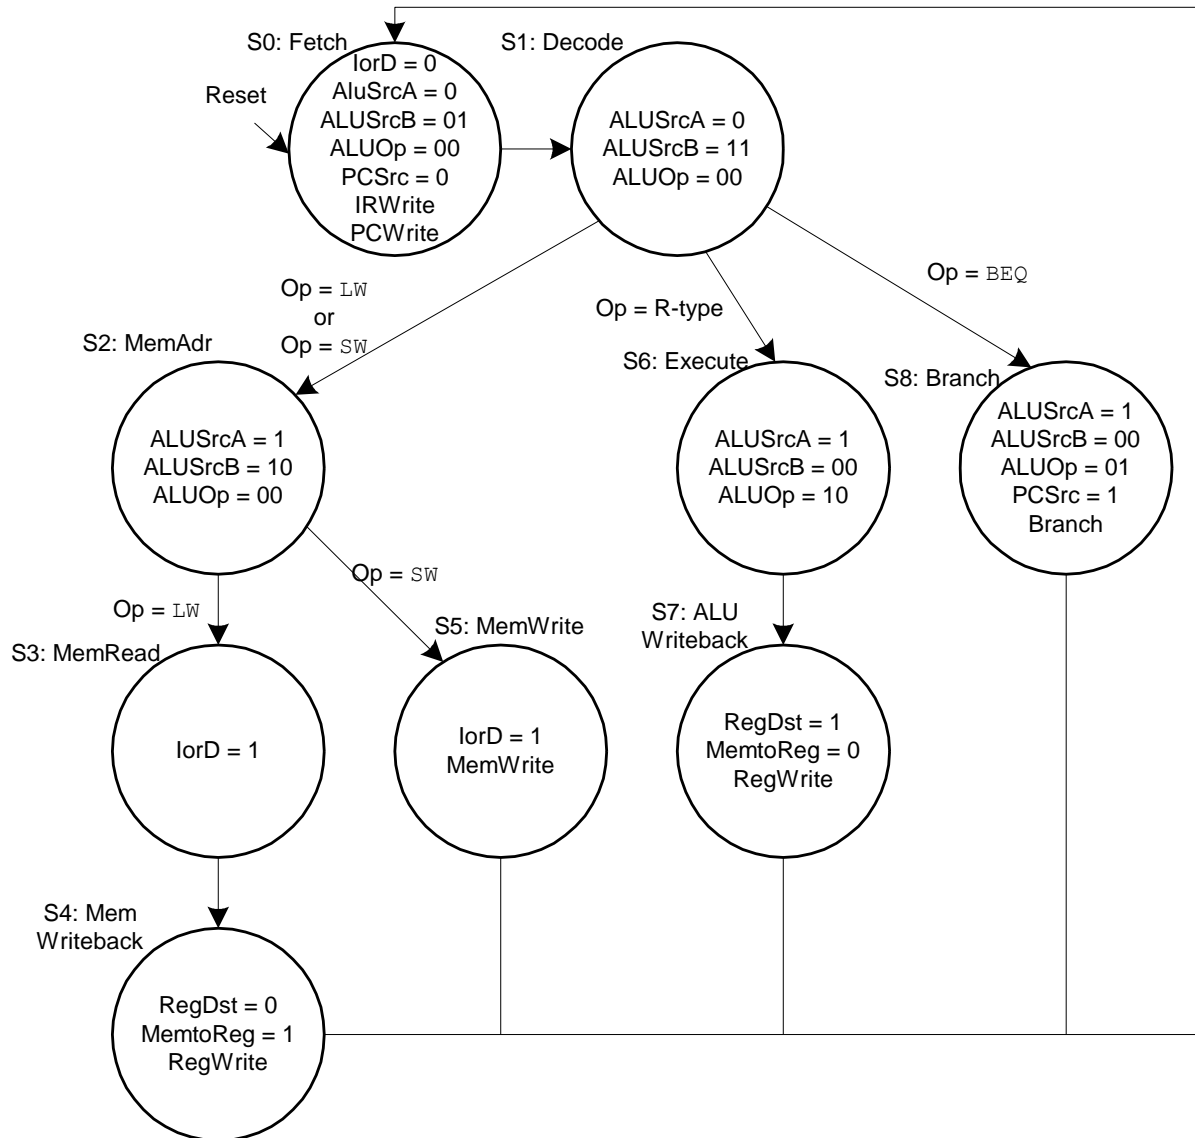 S0: Fetch
S1: Decode
Reset
IorD = 0
AluSrcA = 0
ALUSrcB = 01
ALUOp = 00
PCSrc = 0
IRWrite
PCWrite
ALUSrcA = 0
ALUSrcB = 11
ALUOp = 00
Op = LW
or
Op = SW
Op = R-type
Op = BEQ
S2: MemAdr
S6: Execute
S8: Branch
ALUSrcA = 1
ALUSrcB = 10
ALUOp = 00
ALUSrcA = 1
ALUSrcB = 00
ALUOp = 10
ALUSrcA = 1
ALUSrcB = 00
ALUOp = 01
PCSrc = 1
Branch
Op = SW
Op = LW
S3: MemRead
S5: MemWrite
S7: ALU
Writeback
IorD = 1
IorD = 1
MemWrite
RegDst = 1
MemtoReg = 0
RegWrite
S4: Mem
Writeback
RegDst = 0
MemtoReg = 1
RegWrite